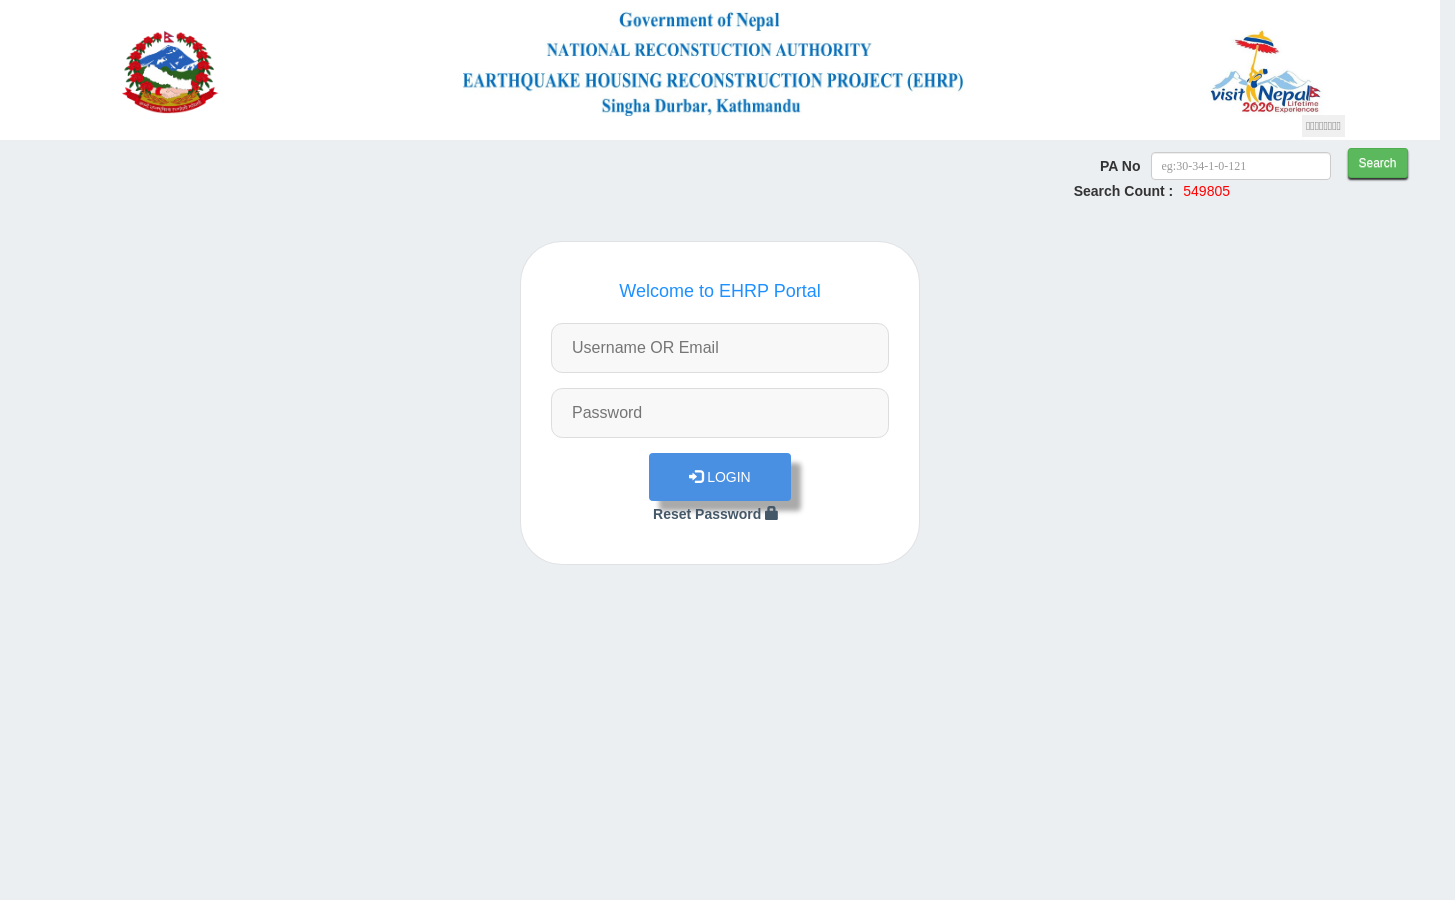 Government of Nepal
NATIONAL RECONSTUCTION AUTHORITY
EARTHQUAKE HOUSING RECONSTRUCTION PROJECT (EHRP)
Singha Durbar, Kathmandu
visit Nepal
2020 Lifetime Experiences
PA No eg:30-34-1-0-121 Search
Search Count : 549805
Welcome to EHRP Portal
Username OR Email
Password
LOGIN
Reset Password